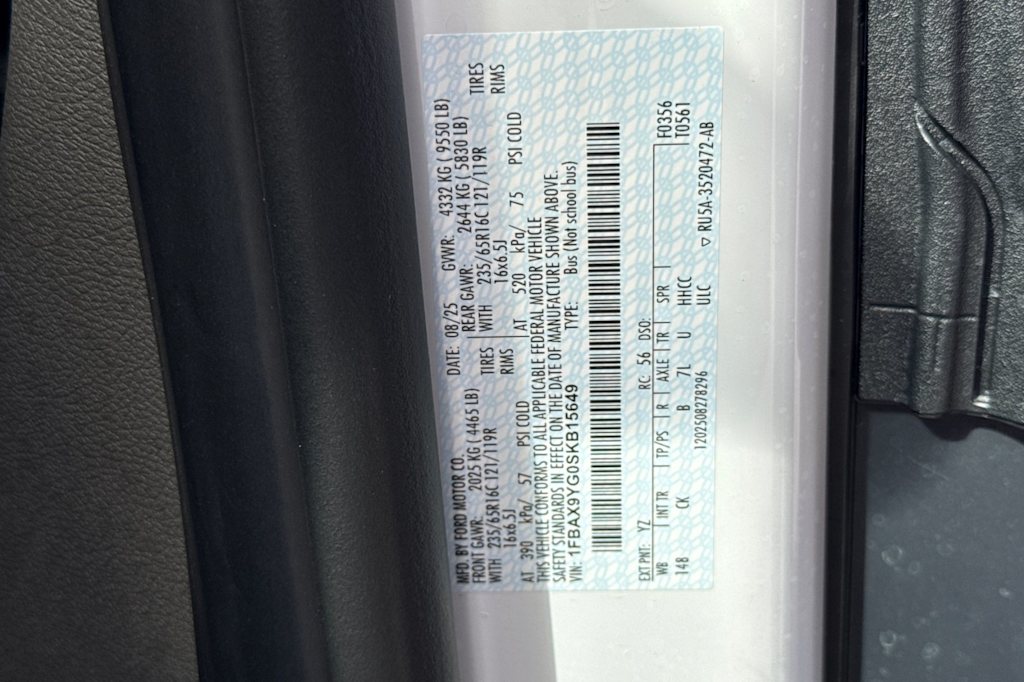 MFD. BY FORD MOTOR CO.
DATE: 08/25 GVWR: 4332 KG ( 9550 LB)
FRONT GAWR: 2025 KG ( 4465 LB)
REAR GAWR: 2644 KG ( 5830 LB)
WITH 235/65R16C 121/119R TIRES
WITH 235/65R16C 121/119R TIRES
16x6.5J RIMS
16x6.5J RIMS
AT 390 kPa/ 57 PSI COLD
AT 520 kPa/ 75 PSI COLD
THIS VEHICLE CONFORMS TO ALL APPLICABLE FEDERAL MOTOR VEHICLE
SAFETY STANDARDS IN EFFECT ON THE DATE OF MANUFACTURE SHOWN ABOVE.
VIN: 1FBAX9YG0SKB15649 TYPE: Bus (Not school bus)
EXT PNT: YZ RC: 56 DSO: F0356
WB INT TR TP/PS R AXLE TR SPR T0561
148 CK B 7L U HHCC
ULC
1202508278296 ▽ RU5A-3520472-AB